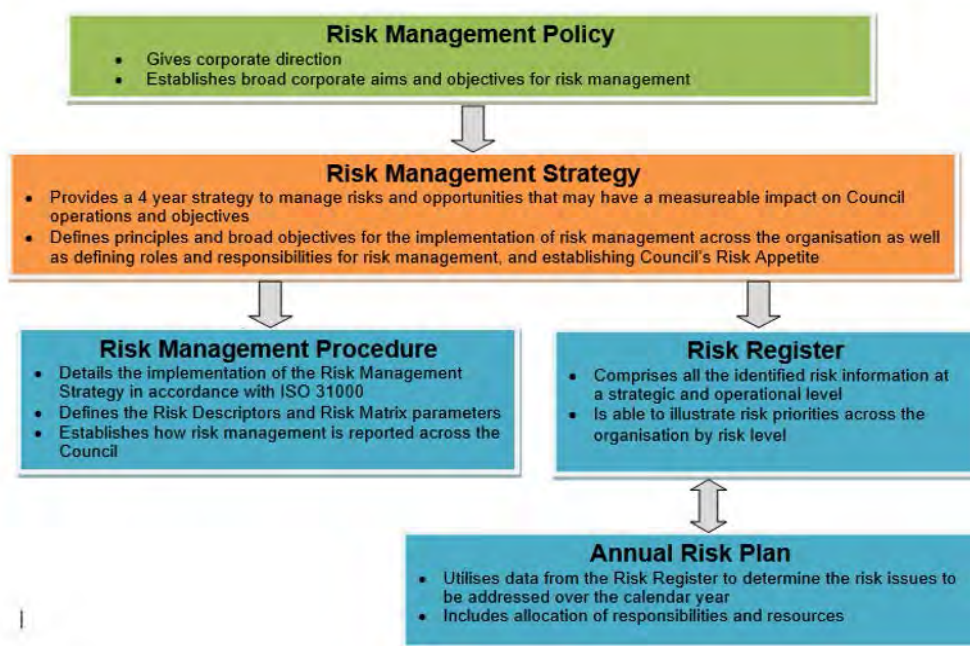 Risk Management Policy
• Gives corporate direction
• Establishes broad corporate aims and objectives for risk management
Risk Management Strategy
• Provides a 4 year strategy to manage risks and opportunities that may have a measureable impact on Council
operations and objectives
• Defines principles and broad objectives for the implementation of risk management across the organisation as well
as defining roles and responsibilities for risk management, and establishing Council's Risk Appetite
Risk Management Procedure
• Details the implementation of the Risk Management
Strategy in accordance with ISO 31000
• Defines the Risk Descriptors and Risk Matrix parameters
• Establishes how risk management is reported across the
Council
Risk Register
• Comprises all the identified risk information at
a strategic and operational level
• Is able to illustrate risk priorities across the
organisation by risk level
Annual Risk Plan
• Utilises data from the Risk Register to determine the risk issues to
be addressed over the calendar year
• Includes allocation of responsibilities and resources